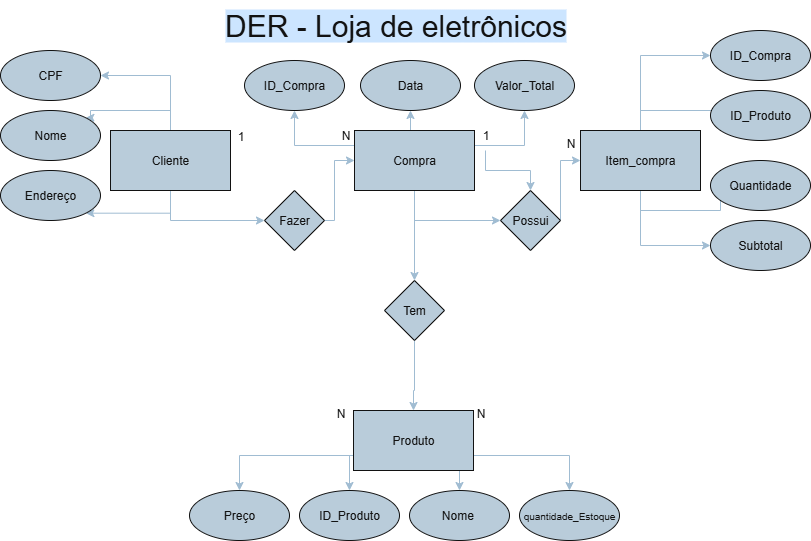 DER - Loja de eletrônicos
CPF
ID_Compra
Data
Valor_Total
ID_Compra
Nome
1
N
1
N
ID_Produto
Cliente
Compra
Item_compra
Endereço
Quantidade
Fazer
Possui
Subtotal
Tem
N
N
Produto
Preço
ID_Produto
Nome
quantidade_Estoque